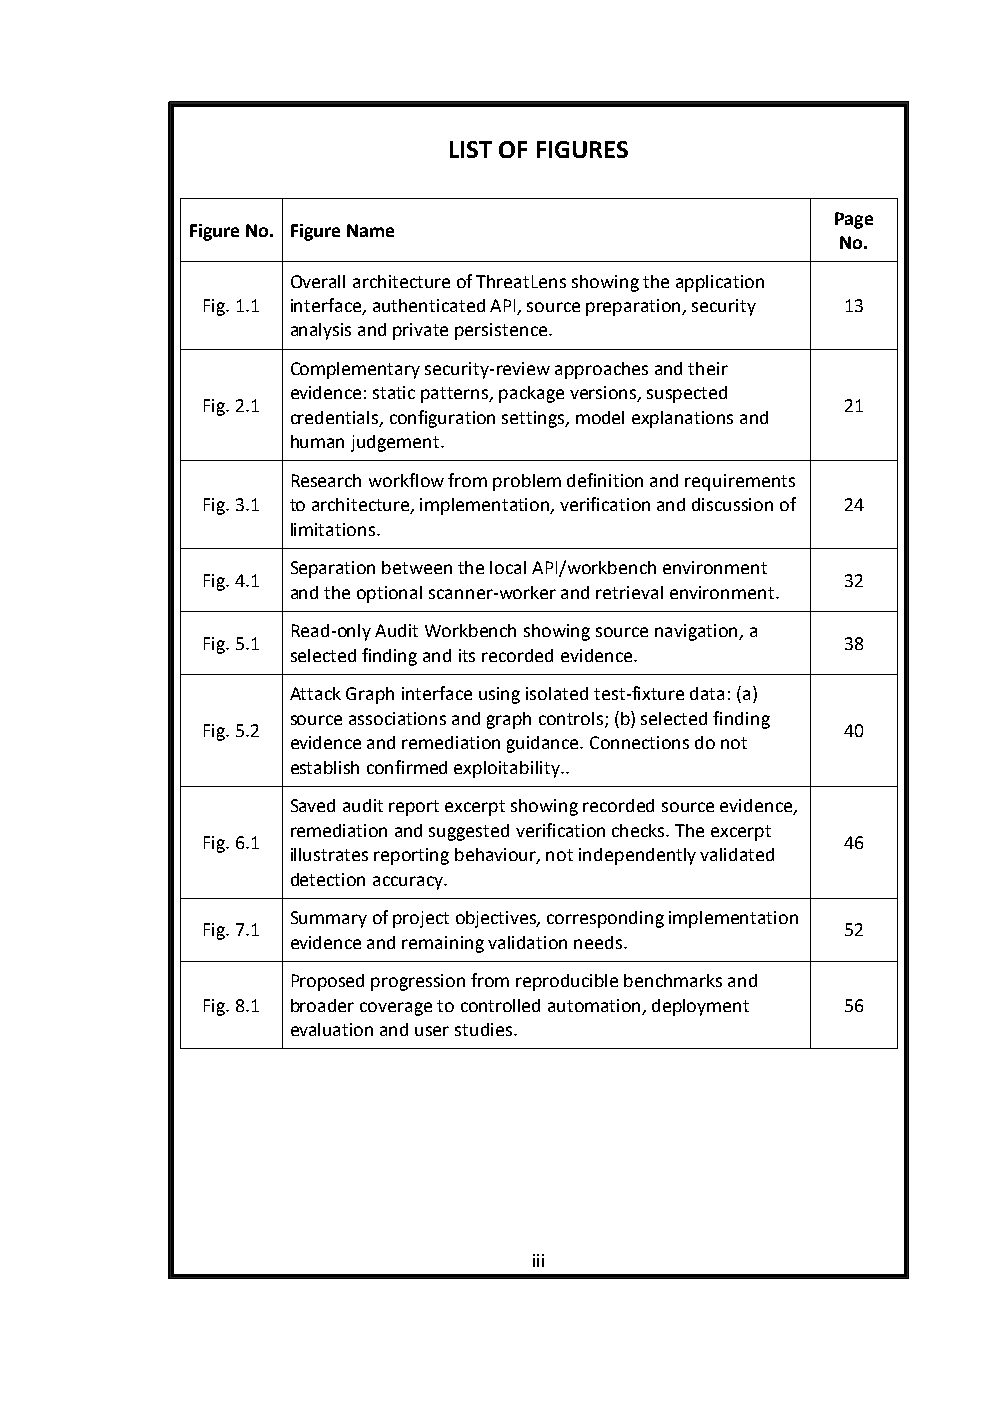 LIST OF FIGURES
Figure No. Figure Name Page
No.
Fig. 1.1 Overall architecture of ThreatLens showing the application
interface, authenticated API, source preparation, security
analysis and private persistence. 13
Fig. 2.1 Complementary security-review approaches and their
evidence: static patterns, package versions, suspected
credentials, configuration settings, model explanations and
human judgement. 21
Fig. 3.1 Research workflow from problem definition and requirements
to architecture, implementation, verification and discussion of
limitations. 24
Fig. 4.1 Separation between the local API/workbench environment
and the optional scanner-worker and retrieval environment. 32
Fig. 5.1 Read-only Audit Workbench showing source navigation, a
selected finding and its recorded evidence. 38
Fig. 5.2 Attack Graph interface using isolated test-fixture data: (a)
source associations and graph controls; (b) selected finding
evidence and remediation guidance. Connections do not
establish confirmed exploitability.. 40
Fig. 6.1 Saved audit report excerpt showing recorded source evidence,
remediation and suggested verification checks. The excerpt
illustrates reporting behaviour, not independently validated
detection accuracy. 46
Fig. 7.1 Summary of project objectives, corresponding implementation
evidence and remaining validation needs. 52
Fig. 8.1 Proposed progression from reproducible benchmarks and
broader coverage to controlled automation, deployment
evaluation and user studies. 56
iii